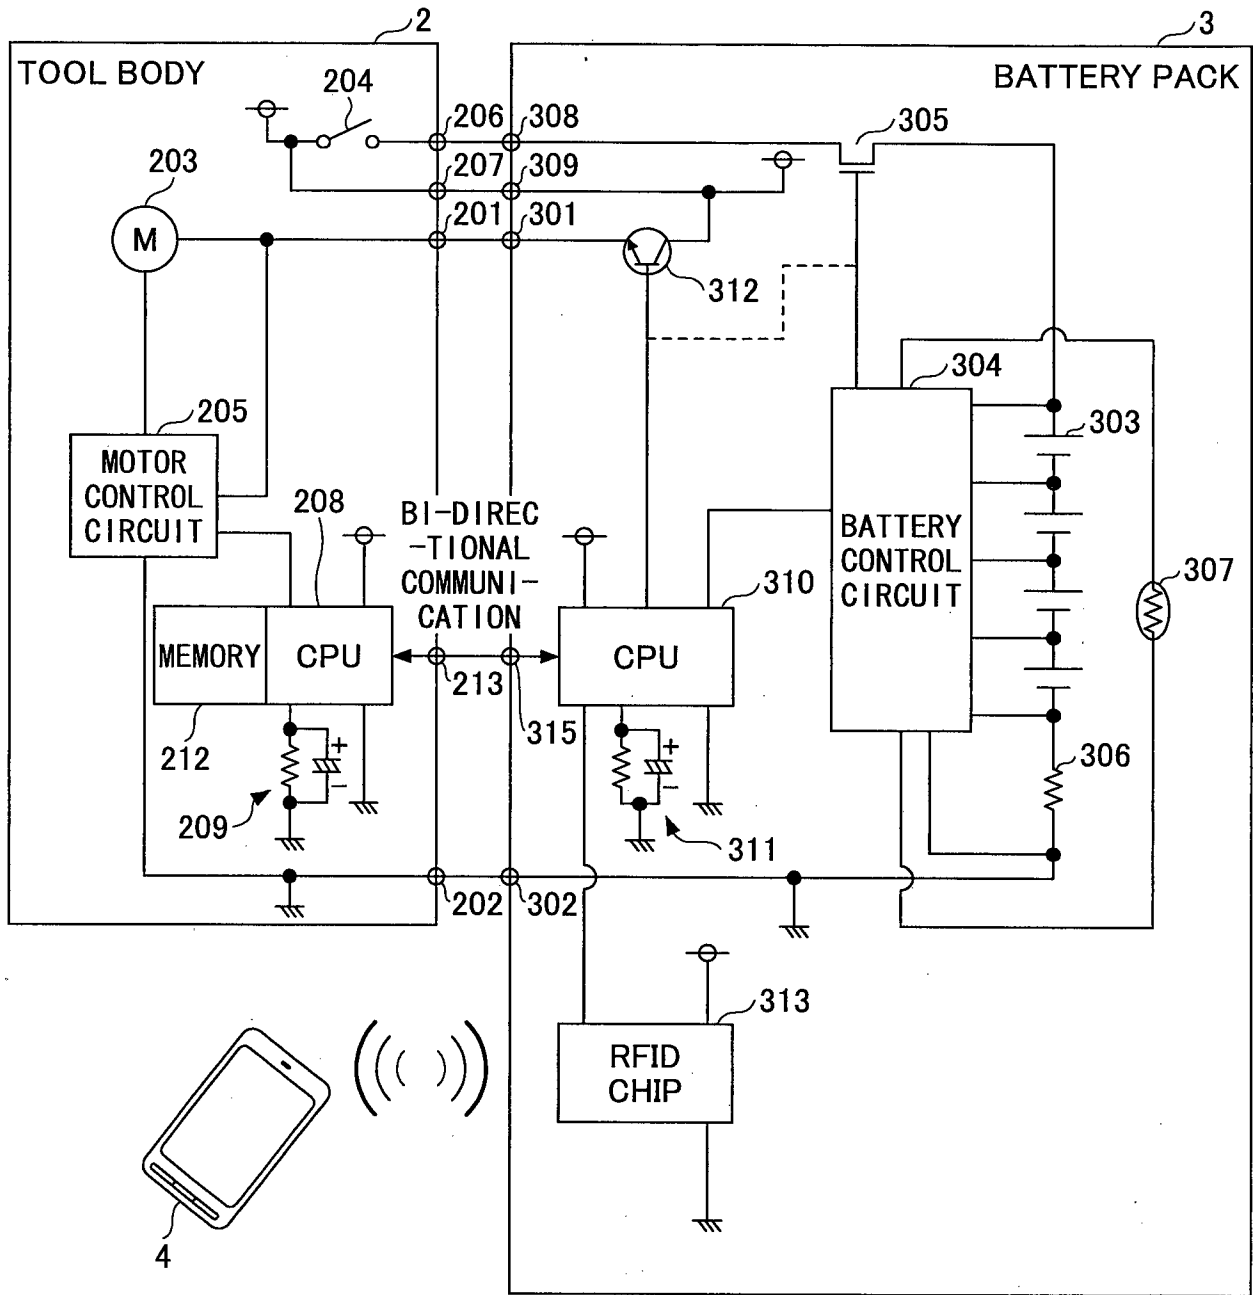 2
3
TOOL BODY
BATTERY PACK
204
206
308
305
207
309
203
201
301
M
312
304
205
303
MOTOR
CONTROL
CIRCUIT
208
BI-DIREC
-TIONAL
COMMUNI-
CATION
BATTERY
CONTROL
CIRCUIT
310
307
MEMORY
CPU
CPU
213
212
315
306
209
+
-
+
-
311
202
302
313
RFID
CHIP
4